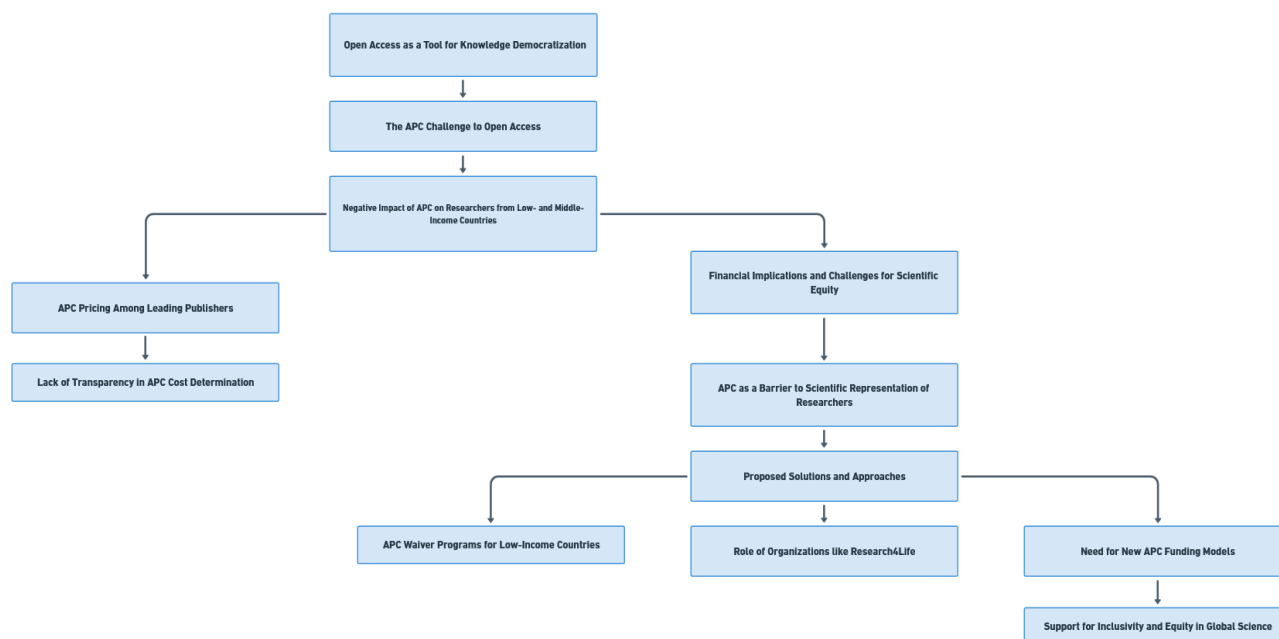 Open Access as a Tool for Knowledge Democratization
The APC Challenge to Open Access
Negative Impact of APC on Researchers from Low- and Middle-
Income Countries
Financial Implications and Challenges for Scientific
Equity
APC Pricing Among Leading Publishers
Lack of Transparency in APC Cost Determination
APC as a Barrier to Scientific Representation of
Researchers
Proposed Solutions and Approaches
APC Waiver Programs for Low-Income Countries
Role of Organizations like Research4Life
Need for New APC Funding Models
Support for Inclusivity and Equity in Global Science